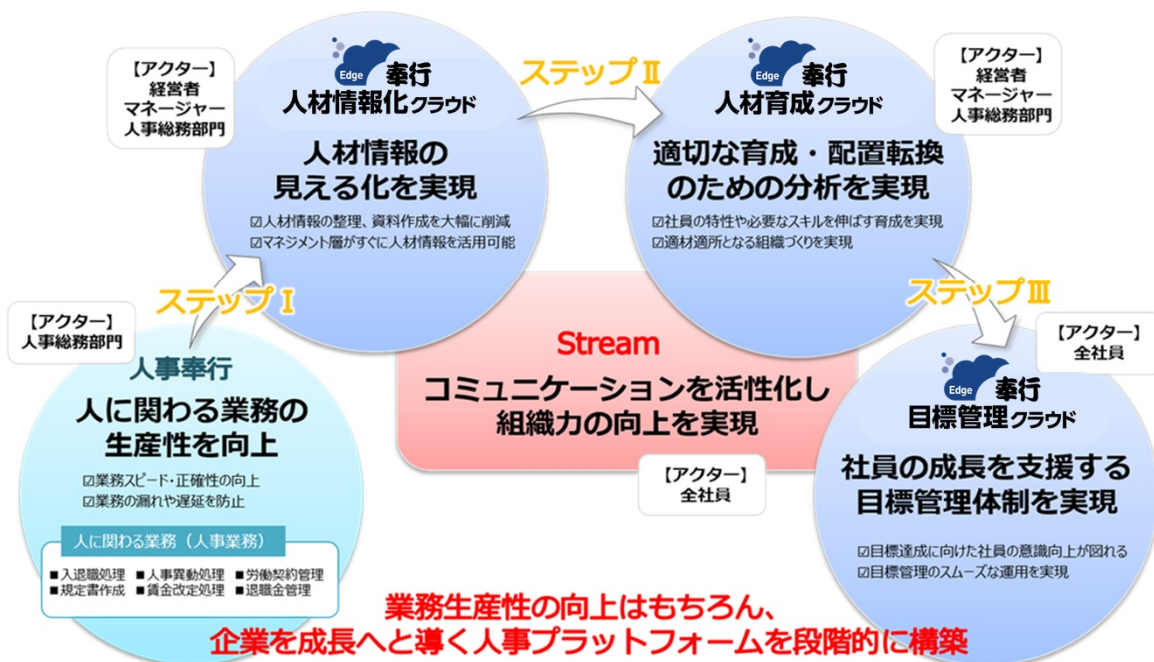 【アクター】
経営者
マネージャー
人事総務部門
Edge 奉行
人材情報化クラウド
人材情報の
見える化を実現
☑人材情報の整理、資料作成を大幅に削減
☑マネジメント層がすぐに人材情報を活用可能
ステップⅡ
Edge 奉行
人材育成クラウド
適切な育成・配置転換
のための分析を実現
☑社員の特性や必要なスキルを伸ばす育成を実現
☑適材適所となる組織づくりを実現
【アクター】
経営者
マネージャー
人事総務部門
ステップⅠ
ステップⅢ
【アクター】
人事総務部門
人事奉行
人に関わる業務の
生産性を向上
☑業務スピード・正確性の向上
☑業務の漏れや遅延を防止
人に関わる業務（人事業務）
■入退職処理 ■人事異動処理 ■労働契約管理
■規定書作成 ■賃金改定処理 ■退職金管理
Stream
コミュニケーションを活性化し
組織力の向上を実現
【アクター】
全社員
【アクター】
全社員
Edge 奉行
目標管理クラウド
社員の成長を支援する
目標管理体制を実現
☑目標達成に向けた社員の意識向上が図れる
☑目標管理のスムーズな運用を実現
業務生産性の向上はもちろん、
企業を成長へと導く人事プラットフォームを段階的に構築